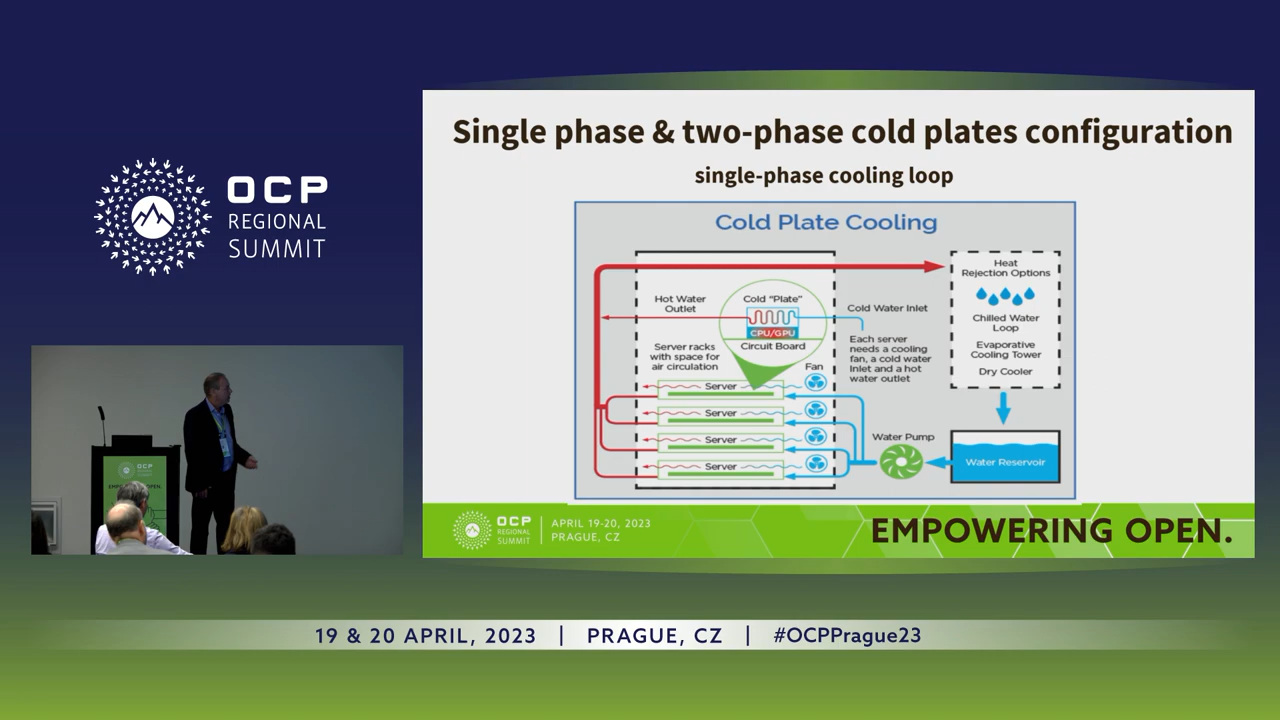 OCP
REGIONAL
SUMMIT
Single phase & two-phase cold plates configuration
single-phase cooling loop
Cold Plate Cooling
Heat
Rejection Options
Chilled Water
Loop
Evaporative
Cooling Tower
Dry Cooler
Hot Water
Outlet
Cold "Plate"
CPU/GPU
Circuit Board
Cold Water Inlet
Each server
needs a cooling
fan, a cold water
Inlet and a hot
water outlet
Server racks
with space for
air circulation
Fan
Server
Server
Server
Server
Water Pump
Water Reservoir
OCP
REGIONAL
SUMMIT
APRIL 19-20, 2023
PRAGUE, CZ
EMPOWERING OPEN.
OCP
19 & 20 APRIL, 2023 | PRAGUE, CZ | #OCPPrague23